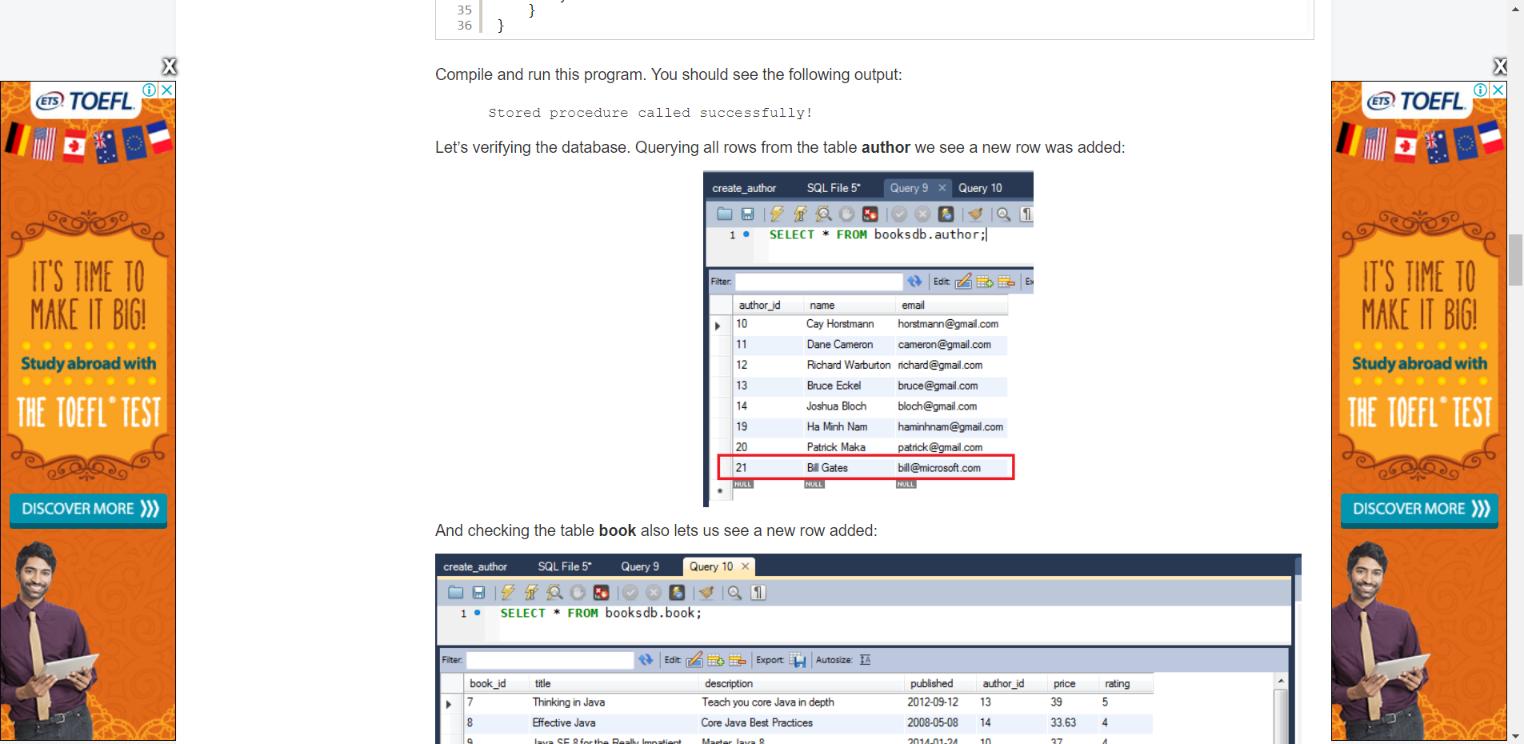 35 }
36 }
Compile and run this program. You should see the following output:
Stored procedure called successfully!
Let's verifying the database. Querying all rows from the table author we see a new row was added:
create_author SQL File 5* Query 9 × Query 10
1 SELECT * FROM booksdb.author;
Filter: Edit:
author_id name email
10 Cay Horstmann horstmann@gmail.com
11 Dane Cameron cameron@gmail.com
12 Richard Warburton richard@gmail.com
13 Bruce Eckel bruce@gmail.com
14 Joshua Bloch bloch@gmail.com
19 Ha Minh Nam haminhnam@gmail.com
20 Patrick Maka patrick@gmail.com
21 Bill Gates bill@microsoft.com
* NULL NULL NULL
And checking the table book also lets us see a new row added:
create_author SQL File 5* Query 9 Query 10 ×
1 SELECT * FROM booksdb.book;
Filter: Edit: Export: Autosize:
book_id title description published author_id price rating
7 Thinking in Java Teach you core Java in depth 2012-09-12 13 39 5
8 Effective Java Core Java Best Practices 2008-05-08 14 33.63 4
9 Java SE 8 for the Really Impatient Master Java 8 2014-01-24 10 37 4
X
ETS TOEFL
IT'S TIME TO
MAKE IT BIG!
Study abroad with
THE TOEFL® TEST
DISCOVER MORE ❯❯❯
X
ETS TOEFL
IT'S TIME TO
MAKE IT BIG!
Study abroad with
THE TOEFL® TEST
DISCOVER MORE ❯❯❯